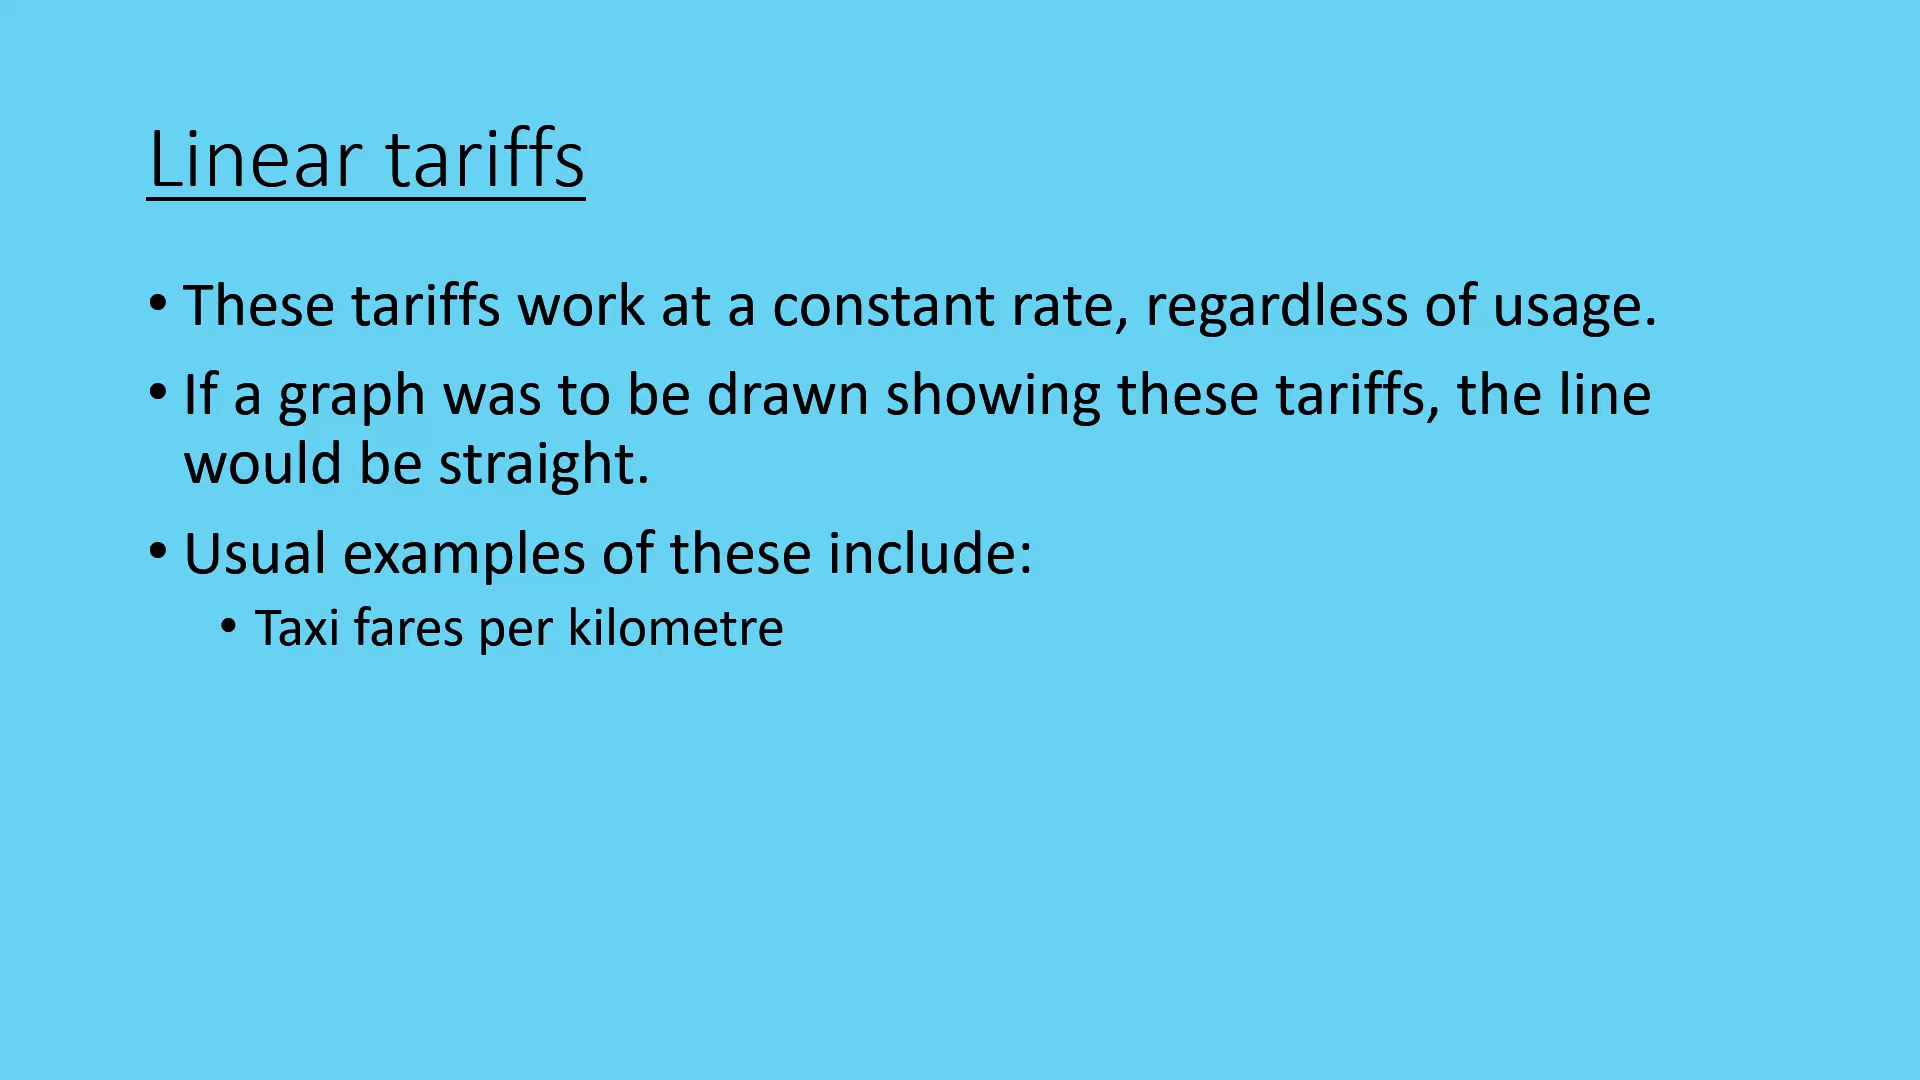 Linear tariffs
• These tariffs work at a constant rate, regardless of usage.
• If a graph was to be drawn showing these tariffs, the line
would be straight.
• Usual examples of these include:
• Taxi fares per kilometre